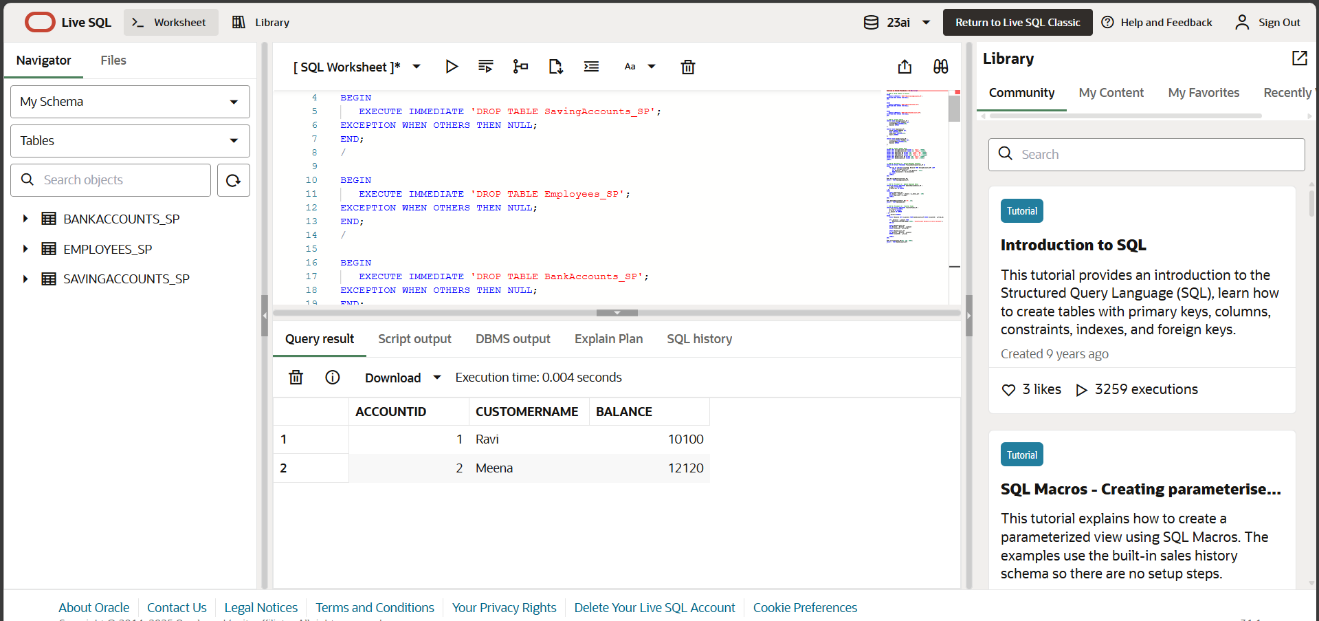 Live SQL
>_ Worksheet
Library
23ai
Return to Live SQL Classic
Help and Feedback
Sign Out
Navigator
Files
My Schema
Tables
Search objects
BANKACCOUNTS_SP
EMPLOYEES_SP
SAVINGACCOUNTS_SP
[ SQL Worksheet ]*
Aa
4 BEGIN
5 EXECUTE IMMEDIATE 'DROP TABLE SavingAccounts_SP';
6 EXCEPTION WHEN OTHERS THEN NULL;
7 END;
8 /
9
10 BEGIN
11 EXECUTE IMMEDIATE 'DROP TABLE Employees_SP';
12 EXCEPTION WHEN OTHERS THEN NULL;
13 END;
14 /
15
16 BEGIN
17 EXECUTE IMMEDIATE 'DROP TABLE BankAccounts_SP';
18 EXCEPTION WHEN OTHERS THEN NULL;
19 END;
Query result
Script output
DBMS output
Explain Plan
SQL history
Download
Execution time: 0.004 seconds
ACCOUNTID CUSTOMERNAME BALANCE
1 1 Ravi 10100
2 2 Meena 12120
Library
Community
My Content
My Favorites
Recently
Search
Tutorial
Introduction to SQL
This tutorial provides an introduction to the
Structured Query Language (SQL), learn how
to create tables with primary keys, columns,
constraints, indexes, and foreign keys.
Created 9 years ago
3 likes 3259 executions
Tutorial
SQL Macros - Creating parameterise...
This tutorial explains how to create a
parameterized view using SQL Macros. The
examples use the built-in sales history
schema so there are no setup steps.
About Oracle
Contact Us
Legal Notices
Terms and Conditions
Your Privacy Rights
Delete Your Live SQL Account
Cookie Preferences